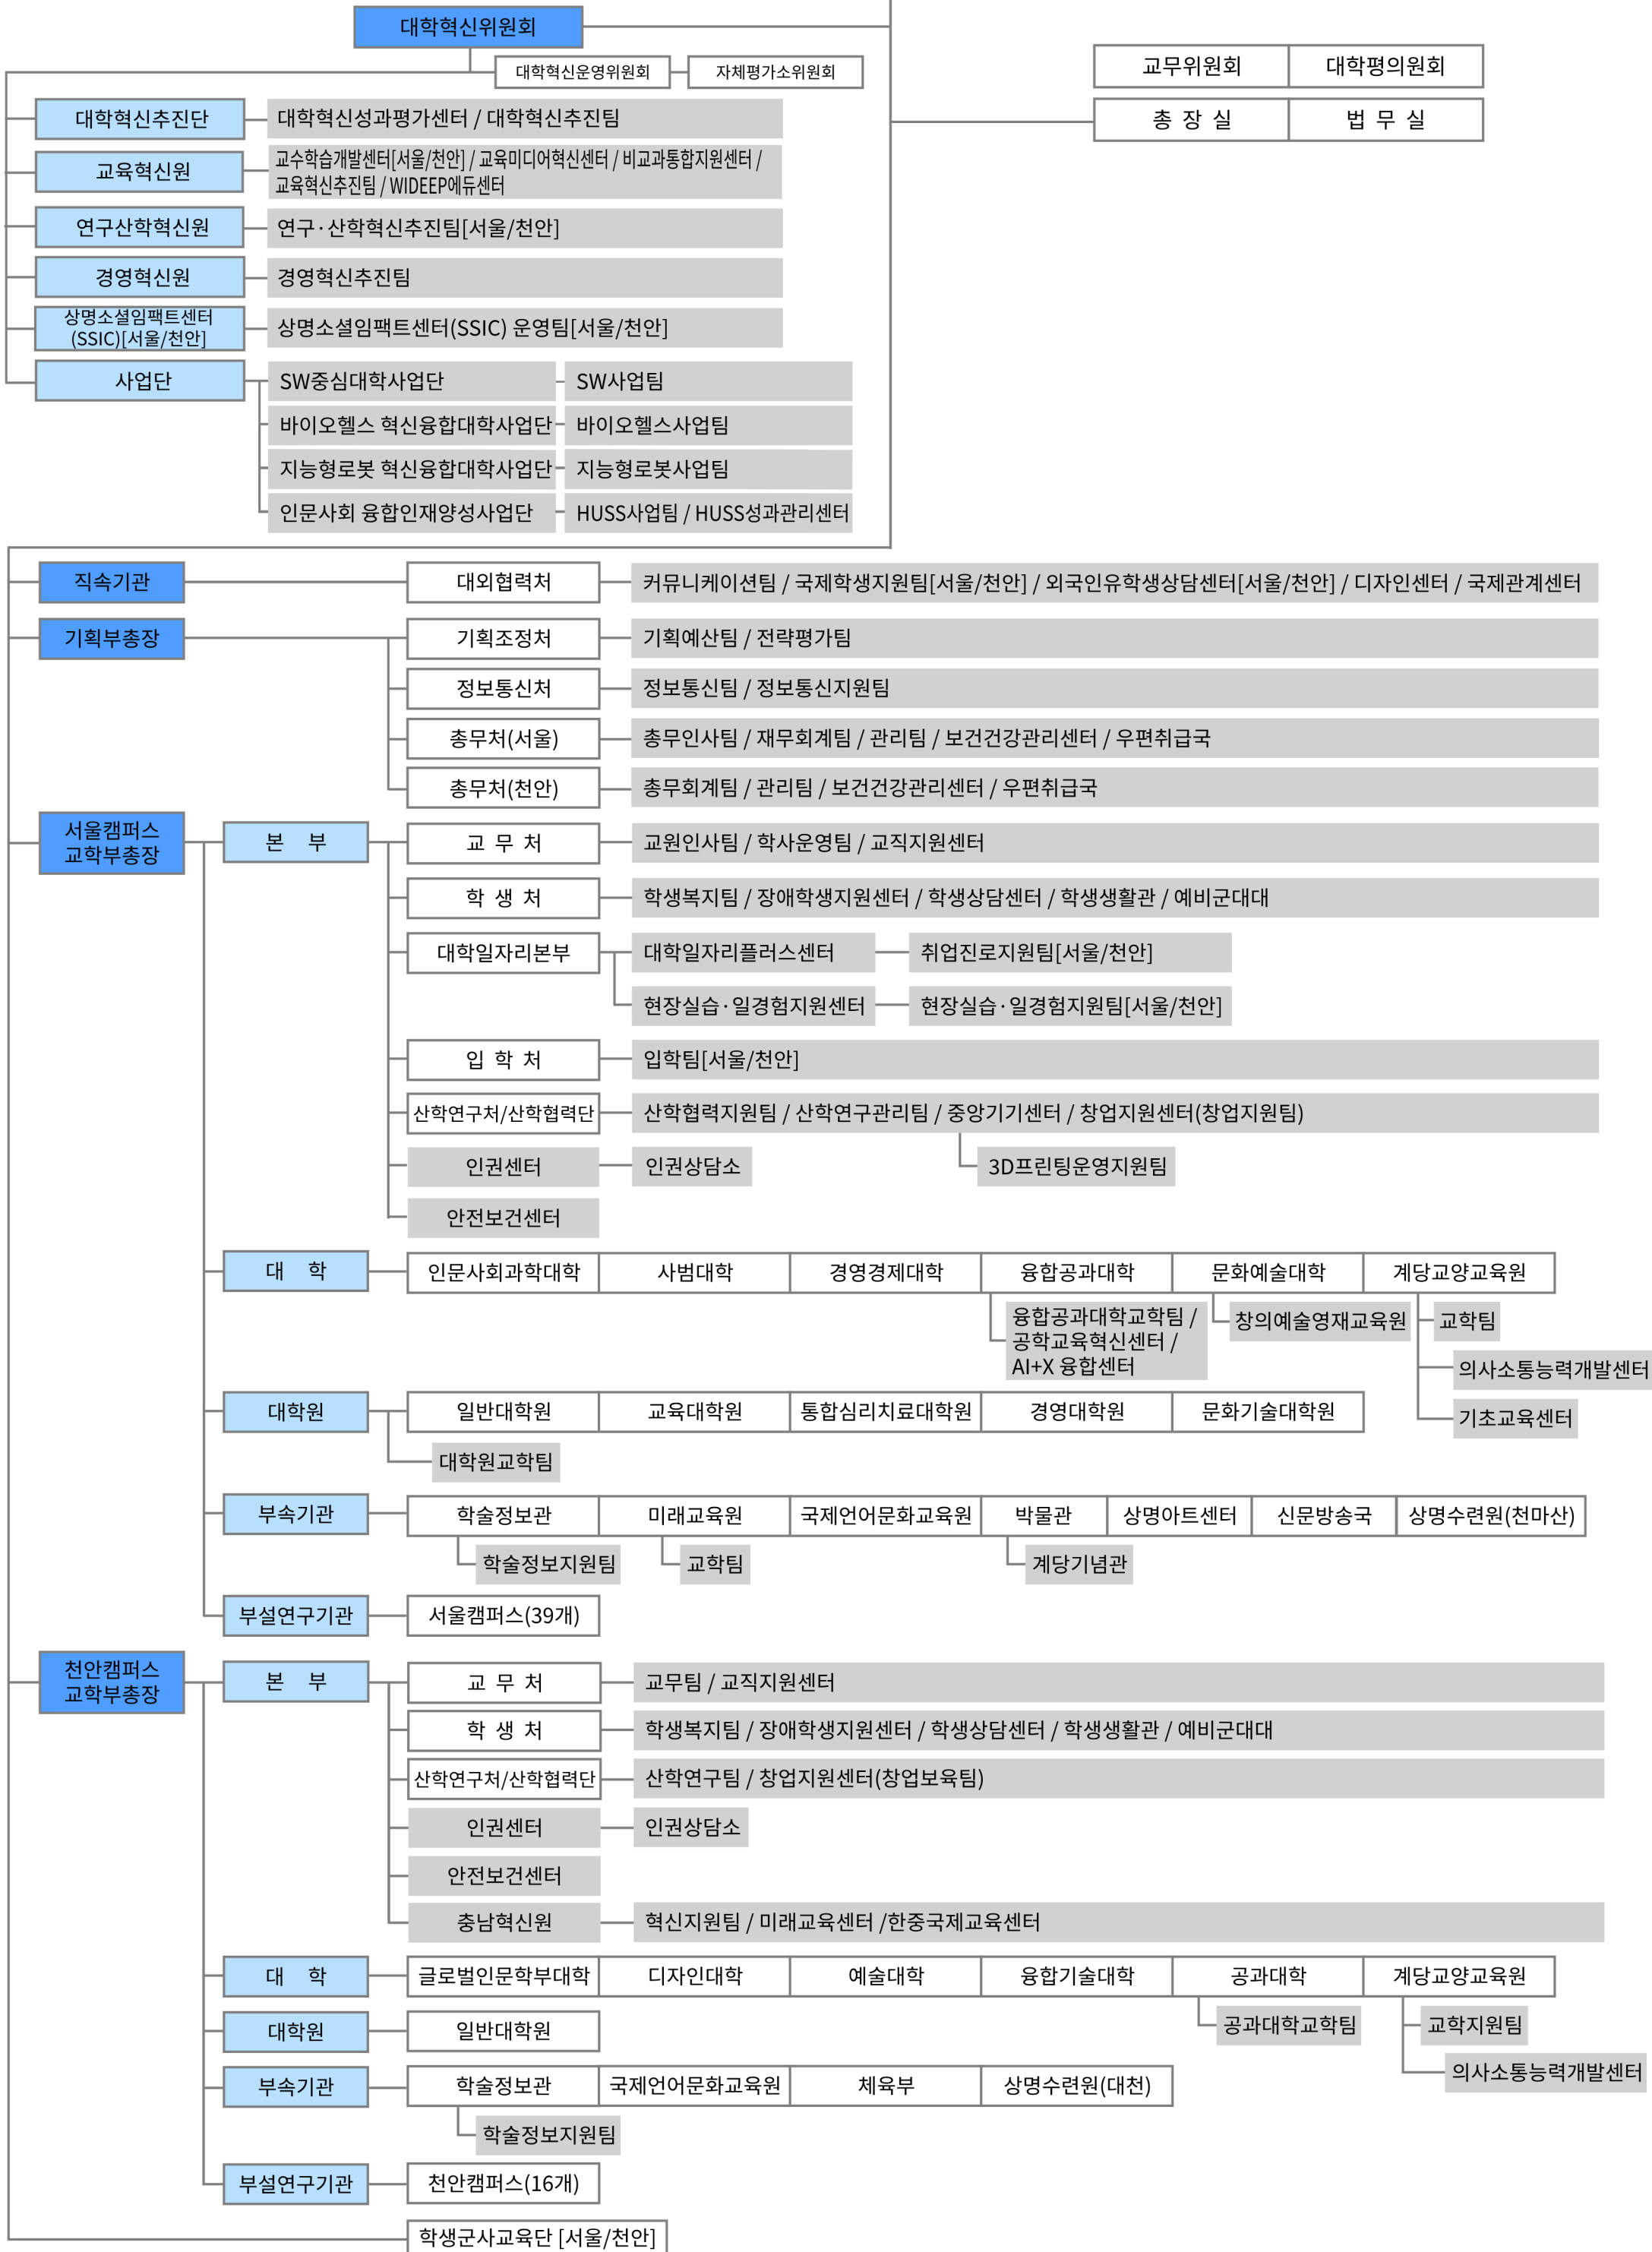 대학혁신위원회
대학혁신운영위원회 자체평가소위원회
교무위원회 대학평의원회
총 장 실 법 무 실
대학혁신추진단 대학혁신성과평가센터 / 대학혁신추진팀
교육혁신원 교수학습개발센터[서울/천안] / 교육미디어혁신센터 / 비교과통합지원센터 /
교육혁신추진팀 / WIDEEP에듀센터
연구산학혁신원 연구·산학혁신추진팀[서울/천안]
경영혁신원 경영혁신추진팀
상명소셜임팩트센터
(SSIC)[서울/천안]
상명소셜임팩트센터(SSIC) 운영팀[서울/천안]
사업단 SW중심대학사업단 SW사업팀
바이오헬스 혁신융합대학사업단 바이오헬스사업팀
지능형로봇 혁신융합대학사업단 지능형로봇사업팀
인문사회 융합인재양성사업단 HUSS사업팀 / HUSS성과관리센터
직속기관 대외협력처 커뮤니케이션팀 / 국제학생지원팀[서울/천안] / 외국인유학생상담센터[서울/천안] / 디자인센터 / 국제관계센터
기획부총장 기획조정처 기획예산팀 / 전략평가팀
정보통신처 정보통신팀 / 정보통신지원팀
총무처(서울) 총무인사팀 / 재무회계팀 / 관리팀 / 보건건강관리센터 / 우편취급국
총무처(천안) 총무회계팀 / 관리팀 / 보건건강관리센터 / 우편취급국
서울캠퍼스
교학부총장
본 부 교 무 처 교원인사팀 / 학사운영팀 / 교직지원센터
학 생 처 학생복지팀 / 장애학생지원센터 / 학생상담센터 / 학생생활관 / 예비군대대
대학일자리본부 대학일자리플러스센터 취업진로지원팀[서울/천안]
현장실습·일경험지원센터 현장실습·일경험지원팀[서울/천안]
입 학 처 입학팀[서울/천안]
산학연구처/산학협력단 산학협력지원팀 / 산학연구관리팀 / 중앙기기센터 / 창업지원센터(창업지원팀)
인권센터 인권상담소 3D프린팅운영지원팀
안전보건센터
대 학 인문사회과학대학 사범대학 경영경제대학 융합공과대학 문화예술대학 계당교양교육원
융합공과대학교학팀 /
공학교육혁신센터 /
AI+X 융합센터
창의예술영재교육원 교학팀
의사소통능력개발센터
기초교육센터
대학원 일반대학원 교육대학원 통합심리치료대학원 경영대학원 문화기술대학원
대학원교학팀
부속기관 학술정보관 미래교육원 국제언어문화교육원 박물관 상명아트센터 신문방송국 상명수련원(천마산)
학술정보지원팀 교학팀 계당기념관
부설연구기관 서울캠퍼스(39개)
천안캠퍼스
교학부총장
본 부 교 무 처 교무팀 / 교직지원센터
학 생 처 학생복지팀 / 장애학생지원센터 / 학생상담센터 / 학생생활관 / 예비군대대
산학연구처/산학협력단 산학연구팀 / 창업지원센터(창업보육팀)
인권센터 인권상담소
안전보건센터
충남혁신원 혁신지원팀 / 미래교육센터 /한중국제교육센터
대 학 글로벌인문학부대학 디자인대학 예술대학 융합기술대학 공과대학 계당교양교육원
공과대학교학팀 교학지원팀
의사소통능력개발센터
대학원 일반대학원
부속기관 학술정보관 국제언어문화교육원 체육부 상명수련원(대천)
학술정보지원팀
부설연구기관 천안캠퍼스(16개)
학생군사교육단 [서울/천안]